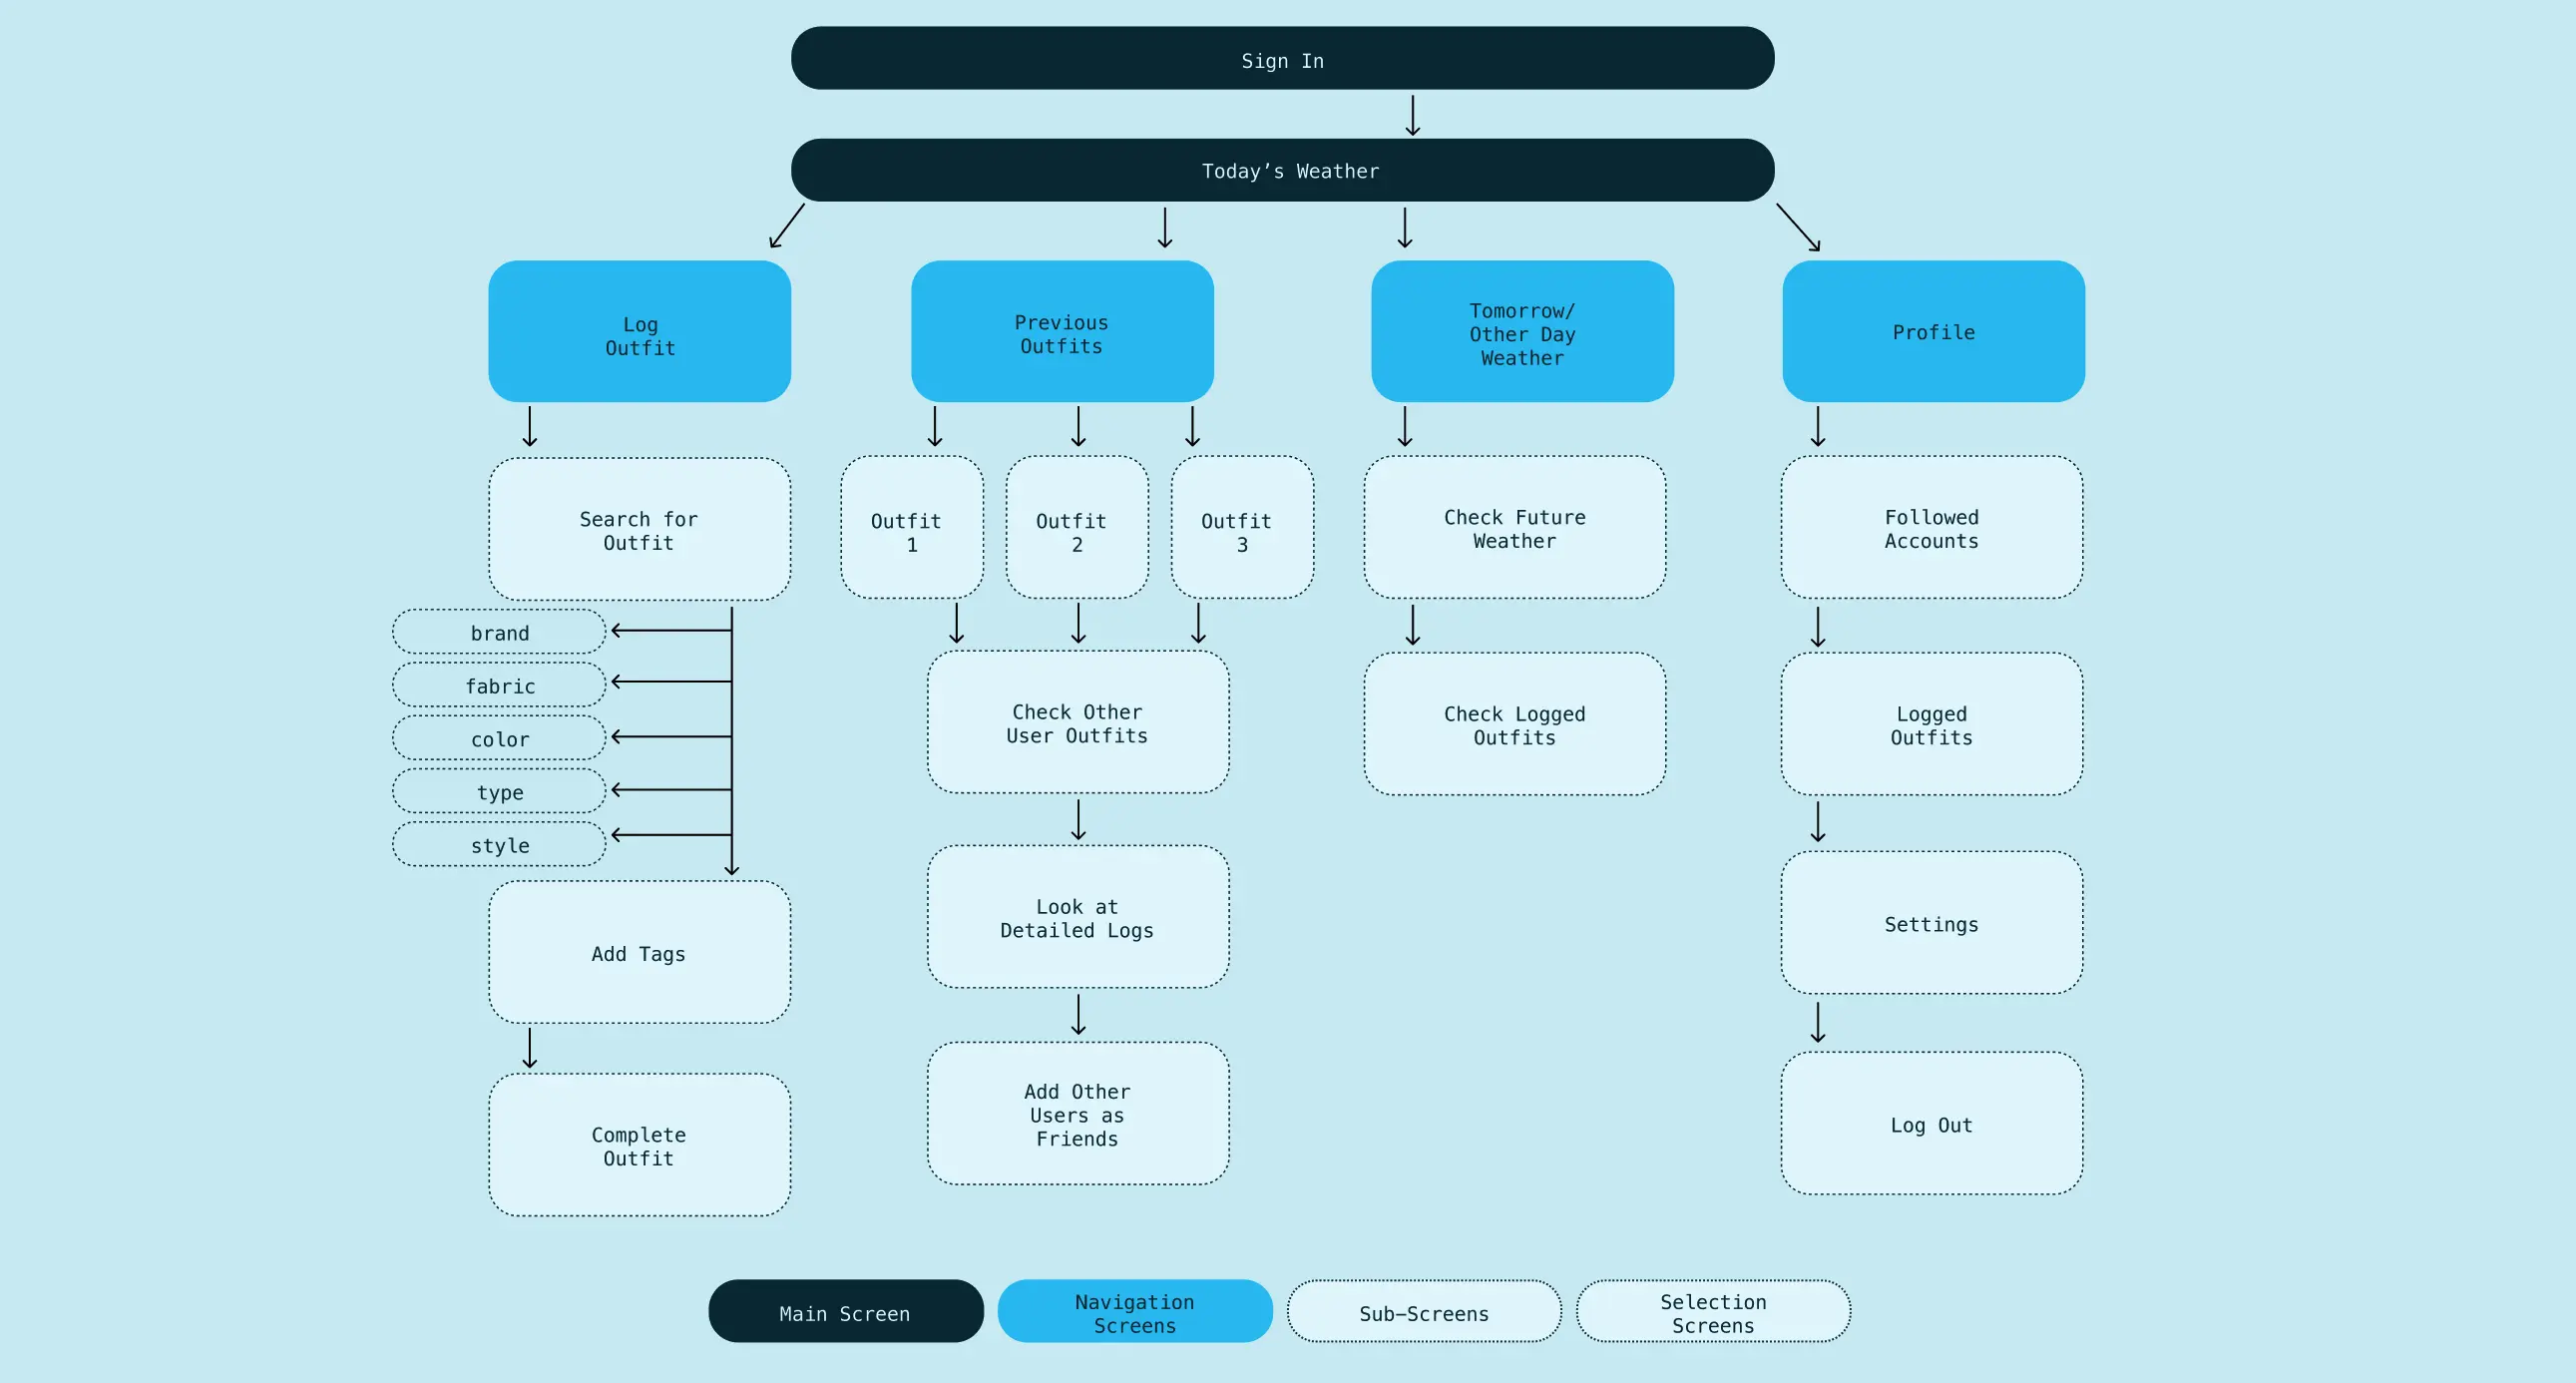 Sign In
Today’s Weather
Log
Outfit
Previous
Outfits
Tomorrow/
Other Day
Weather
Profile
Search for
Outfit
Outfit
1
Outfit
2
Outfit
3
Check Future
Weather
Followed
Accounts
brand
fabric
color
type
style
Check Other
User Outfits
Check Logged
Outfits
Logged
Outfits
Add Tags
Look at
Detailed Logs
Settings
Complete
Outfit
Add Other
Users as
Friends
Log Out
Main Screen
Navigation
Screens
Sub–Screens
Selection
Screens